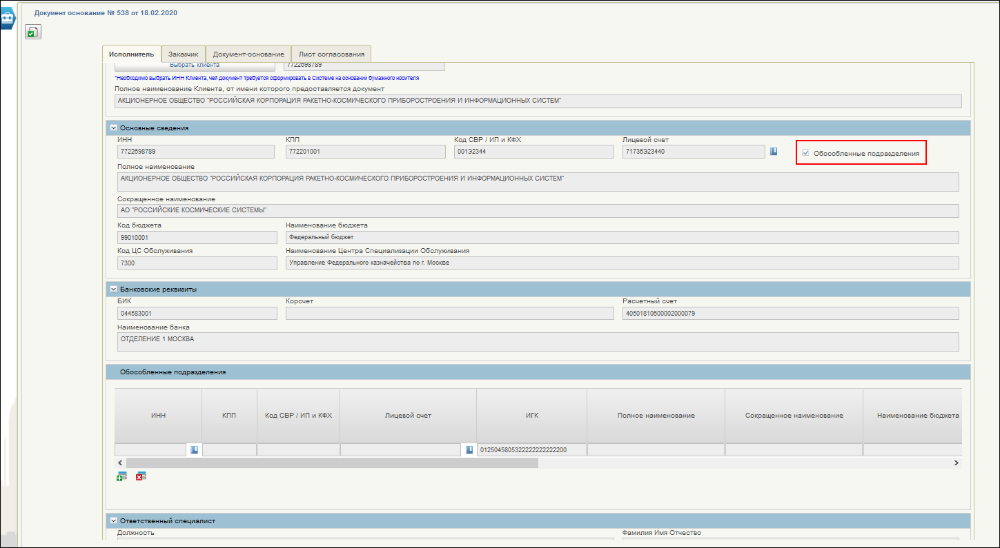 Документ основание № 538 от 18.02.2020
Исполнитель Заказчик Документ-основание Лист согласования
Выбрать клиента 7722698789
*Необходимо выбрать ИНН Клиента, чей документ требуется сформировать в Системе на основании бумажного носителя
Полное наименование Клиента, от имени которого предоставляется документ
АКЦИОНЕРНОЕ ОБЩЕСТВО "РОССИЙСКАЯ КОРПОРАЦИЯ РАКЕТНО-КОСМИЧЕСКОГО ПРИБОРОСТРОЕНИЯ И ИНФОРМАЦИОННЫХ СИСТЕМ"
Основные сведения
ИНН КПП Код СВР / ИП и КФХ Лицевой счет
7722698789 772201001 001Э2344 71736Э23440 Обособленные подразделения
Полное наименование
АКЦИОНЕРНОЕ ОБЩЕСТВО "РОССИЙСКАЯ КОРПОРАЦИЯ РАКЕТНО-КОСМИЧЕСКОГО ПРИБОРОСТРОЕНИЯ И ИНФОРМАЦИОННЫХ СИСТЕМ"
Сокращенное наименование
АО "РОССИЙСКИЕ КОСМИЧЕСКИЕ СИСТЕМЫ"
Код бюджета Наименование бюджета
99010001 Федеральный бюджет
Код ЦС Обслуживания Наименование Центра Специализации Обслуживания
7300 Управление Федерального казначейства по г. Москве
Банковские реквизиты
БИК Корсчет Расчетный счет
044583001 40501810600002000079
Наименование банка
ОТДЕЛЕНИЕ 1 МОСКВА
Обособленные подразделения
ИНН КПП Код СВР / ИП и КФХ Лицевой счет ИГК Полное наименование Сокращенное наименование Наименование бюджета
0125045805322222222222200
Ответственный специалист
Должность Фамилия Имя Отчество